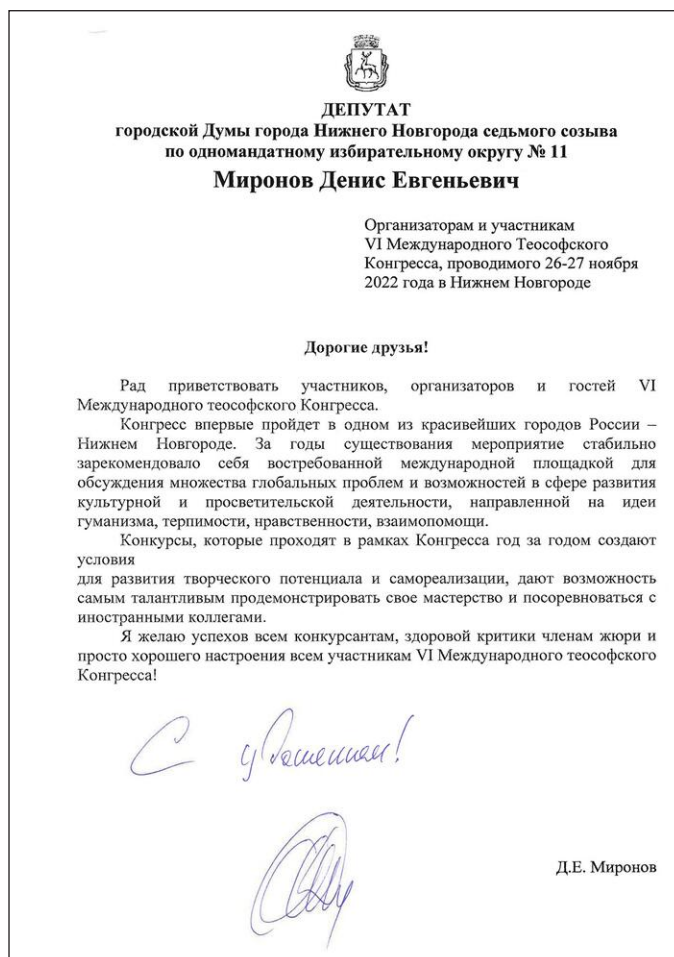 ДЕПУТАТ
городской Думы города Нижнего Новгорода седьмого созыва
по одномандатному избирательному округу № 11
Миронов Денис Евгеньевич
Организаторам и участникам
VI Международного Теософского
Конгресса, проводимого 26-27 ноября
2022 года в Нижнем Новгороде
Дорогие друзья!
Рад приветствовать участников, организаторов и гостей VI
Международного теософского Конгресса.
Конгресс впервые пройдет в одном из красивейших городов России –
Нижнем Новгороде. За годы существования мероприятие стабильно
зарекомендовало себя востребованной международной площадкой для
обсуждения множества глобальных проблем и возможностей в сфере развития
культурной и просветительской деятельности, направленной на идеи
гуманизма, терпимости, нравственности, взаимопомощи.
Конкурсы, которые проходят в рамках Конгресса год за годом создают
условия
для развития творческого потенциала и самореализации, дают возможность
самым талантливым продемонстрировать свое мастерство и посоревноваться с
иностранными коллегами.
Я желаю успехов всем конкурсантам, здоровой критики членам жюри и
просто хорошего настроения всем участникам VI Международного теософского
Конгресса!
С уважением!
Д.Е. Миронов